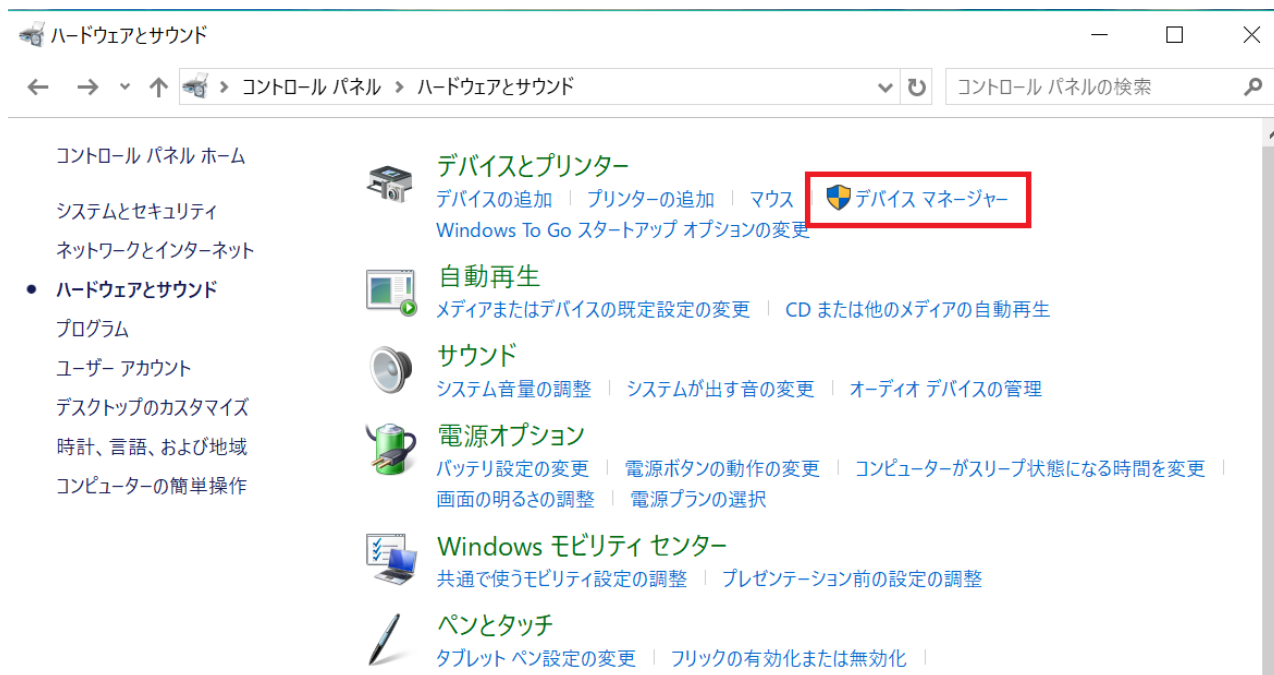 ハードウェアとサウンド
コントロール パネル > ハードウェアとサウンド
コントロール パネルの検索
コントロール パネル ホーム
システムとセキュリティ
ネットワークとインターネット
ハードウェアとサウンド
プログラム
ユーザー アカウント
デスクトップのカスタマイズ
時計、言語、および地域
コンピューターの簡単操作
デバイスとプリンター
デバイスの追加 | プリンターの追加 | マウス | デバイス マネージャー
Windows To Go スタートアップ オプションの変更
自動再生
メディアまたはデバイスの既定設定の変更 | CD または他のメディアの自動再生
サウンド
システム音量の調整 | システムが出す音の変更 | オーディオ デバイスの管理
電源オプション
バッテリ設定の変更 | 電源ボタンの動作の変更 | コンピューターがスリープ状態になる時間を変更 |
画面の明るさの調整 | 電源プランの選択
Windows モビリティ センター
共通で使うモビリティ設定の調整 | プレゼンテーション前の設定の調整
ペンとタッチ
タブレット ペン設定の変更 | フリックの有効化または無効化 |